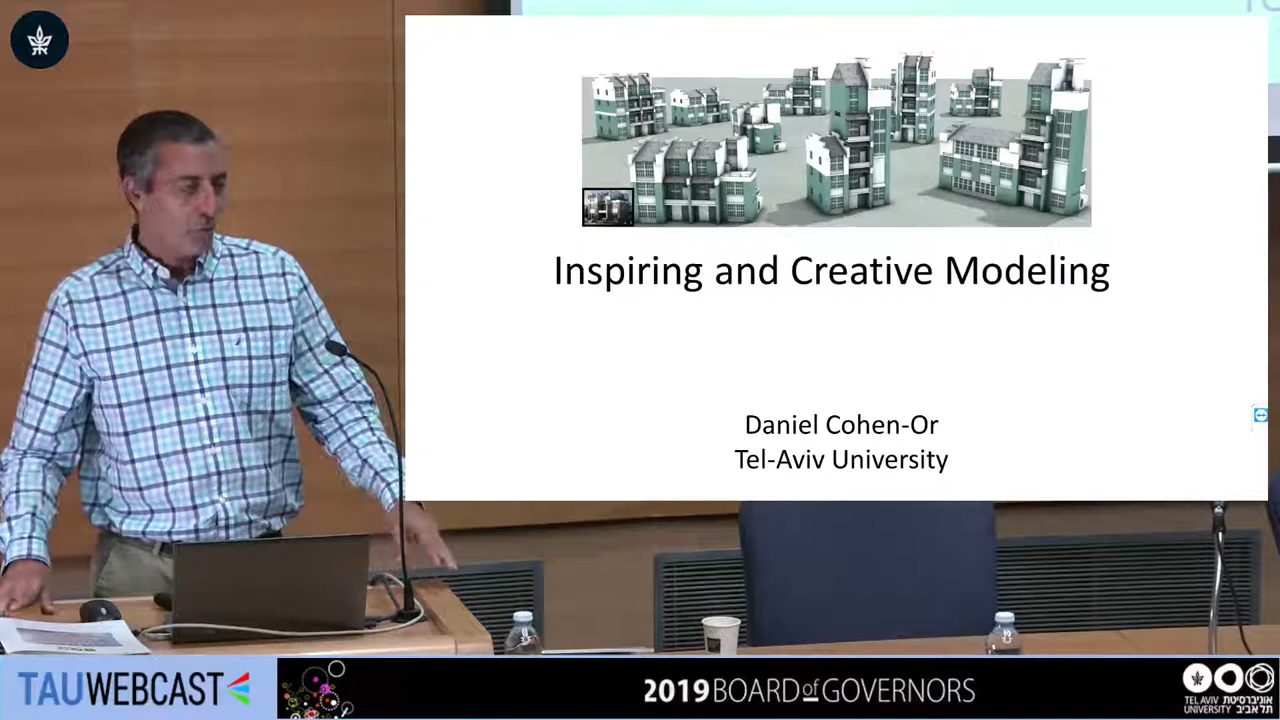 Inspiring and Creative Modeling
Daniel Cohen-Or
Tel-Aviv University
TAUWEBCAST
2019 BOARD of GOVERNORS
TEL AVIV אוניברסיטת
UNIVERSITY תל אביב